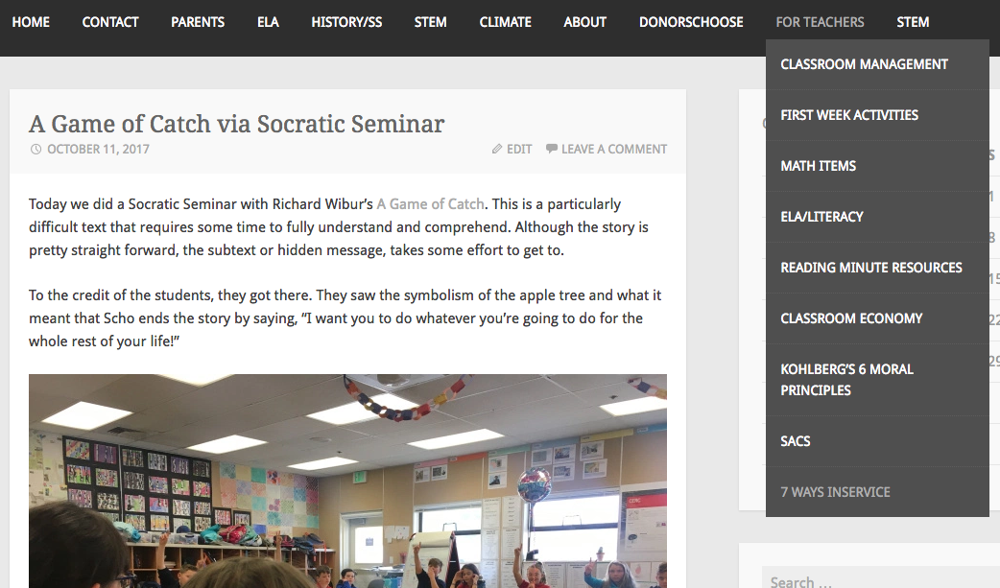 HOME CONTACT PARENTS ELA HISTORY/SS STEM CLIMATE ABOUT DONORSCHOOSE FOR TEACHERS STEM
CLASSROOM MANAGEMENT
FIRST WEEK ACTIVITIES
MATH ITEMS
ELA/LITERACY
READING MINUTE RESOURCES
CLASSROOM ECONOMY
KOHLBERG'S 6 MORAL
PRINCIPLES
SACS
7 WAYS INSERVICE
A Game of Catch via Socratic Seminar
OCTOBER 11, 2017 EDIT LEAVE A COMMENT
Today we did a Socratic Seminar with Richard Wibur's A Game of Catch. This is a particularly
difficult text that requires some time to fully understand and comprehend. Although the story is
pretty straight forward, the subtext or hidden message, takes some effort to get to.
To the credit of the students, they got there. They saw the symbolism of the apple tree and what it
meant that Scho ends the story by saying, “I want you to do whatever you're going to do for the
whole rest of your life!”
S
1
8
15
22
29
Search …